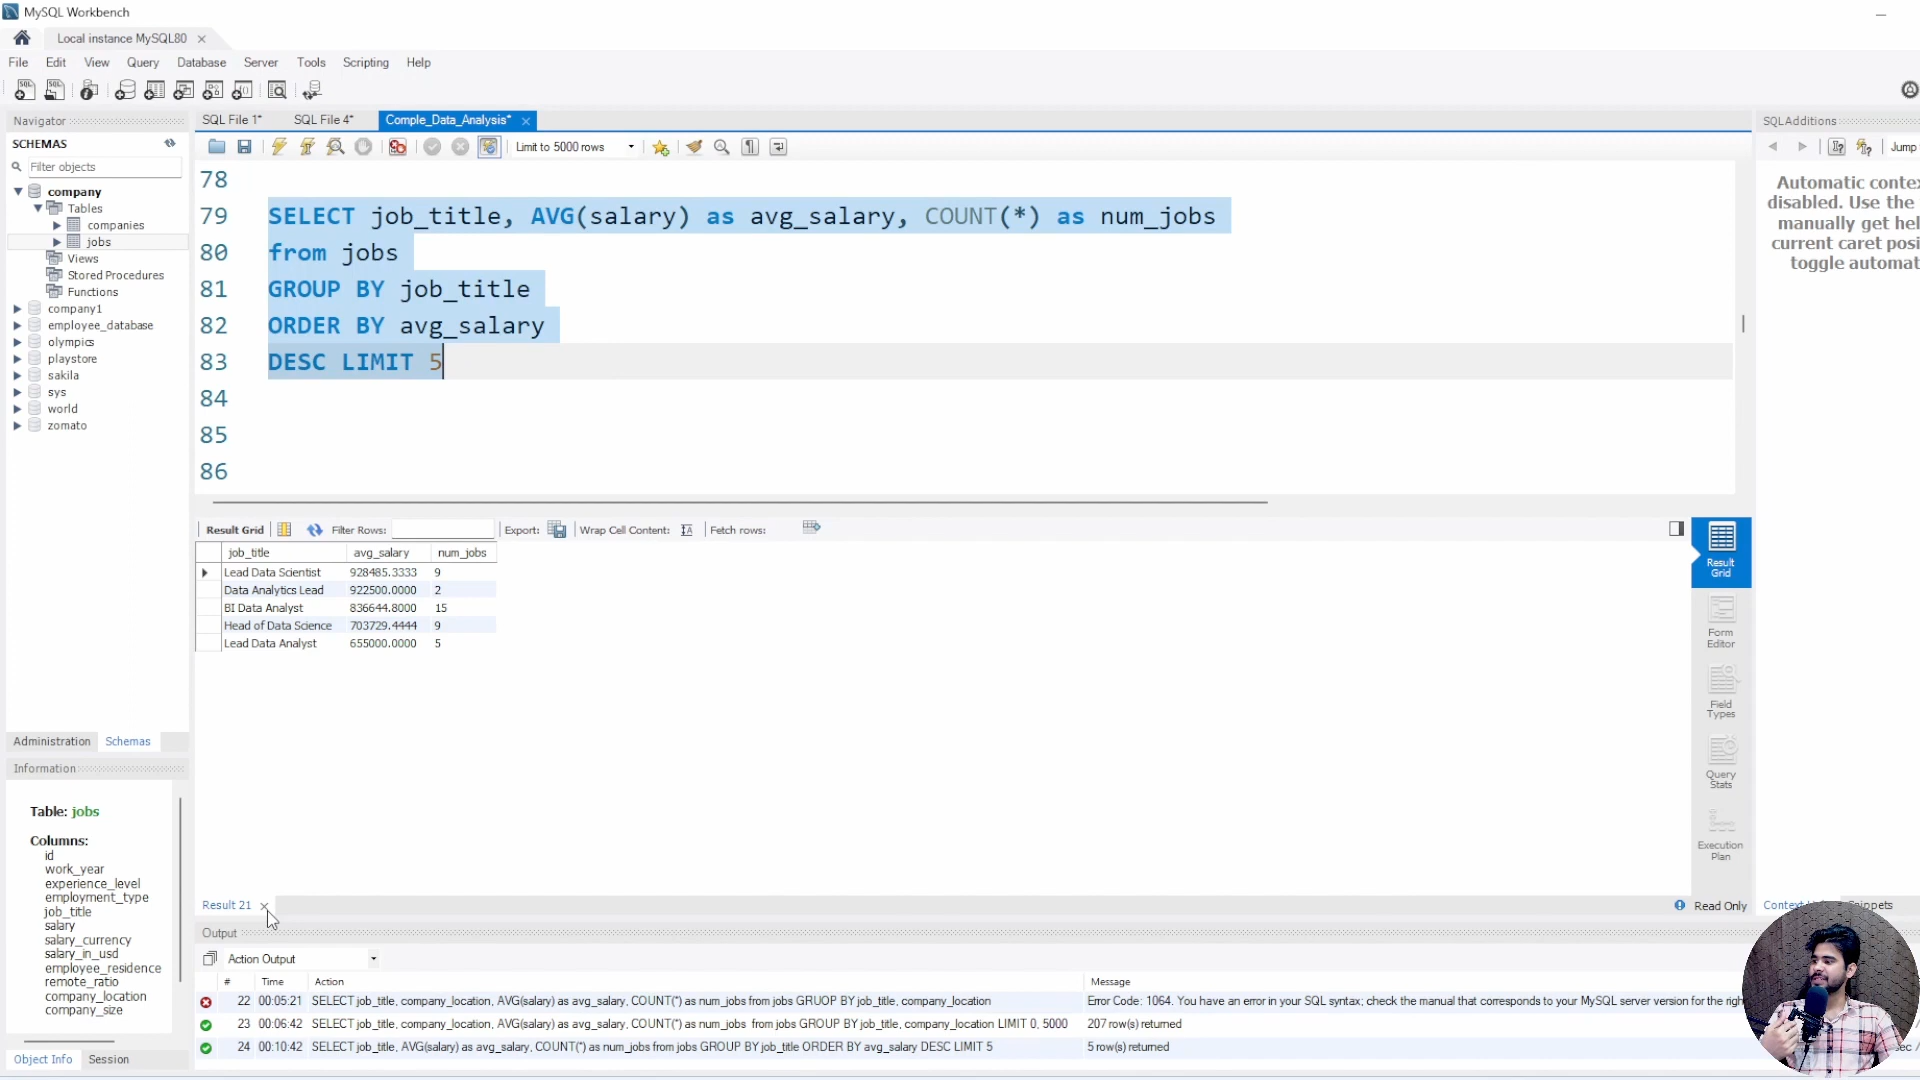 MySQL Workbench
Local instance MySQL80
File Edit View Query Database Server Tools Scripting Help
Navigator
SCHEMAS
Filter objects
company
Tables
companies
jobs
Views
Stored Procedures
Functions
company1
employee_database
olympics
playstore
sakila
sys
world
zomato
Administration Schemas
Information
Table: jobs
Columns:
id
work_year
experience_level
employment_type
job_title
salary
salary_currency
salary_in_usd
employee_residence
remote_ratio
company_location
company_size
Object Info Session
SQL File 1* SQL File 4* Comple_Data_Analysis*
Limit to 5000 rows
78
79 SELECT job_title, AVG(salary) as avg_salary, COUNT(*) as num_jobs
80 from jobs
81 GROUP BY job_title
82 ORDER BY avg_salary
83 DESC LIMIT 5
84
85
86
Result Grid Filter Rows: Export: Wrap Cell Content: Fetch rows:
job_title avg_salary num_jobs
Lead Data Scientist 928485.3333 9
Data Analytics Lead 922500.0000 2
BI Data Analyst 836644.8000 15
Head of Data Science 703729.4444 9
Lead Data Analyst 655000.0000 5
Result Grid
Form Editor
Field Types
Query Stats
Execution Plan
Result 21
Read Only
Output
Action Output
# Time Action Message
22 00:05:21 SELECT job_title, company_location, AVG(salary) as avg_salary, COUNT(*) as num_jobs from jobs GRUOP BY job_title, company_location Error Code: 1064. You have an error in your SQL syntax; check the manual that corresponds to your MySQL server version for the righ
23 00:06:42 SELECT job_title, company_location, AVG(salary) as avg_salary, COUNT(*) as num_jobs from jobs GROUP BY job_title, company_location LIMIT 0, 5000 207 row(s) returned
24 00:10:42 SELECT job_title, AVG(salary) as avg_salary, COUNT(*) as num_jobs from jobs GROUP BY job_title ORDER BY avg_salary DESC LIMIT 5 5 row(s) returned
SQLAdditions
Jump
Automatic contex
disabled. Use the
manually get hel
current caret posi
toggle automat